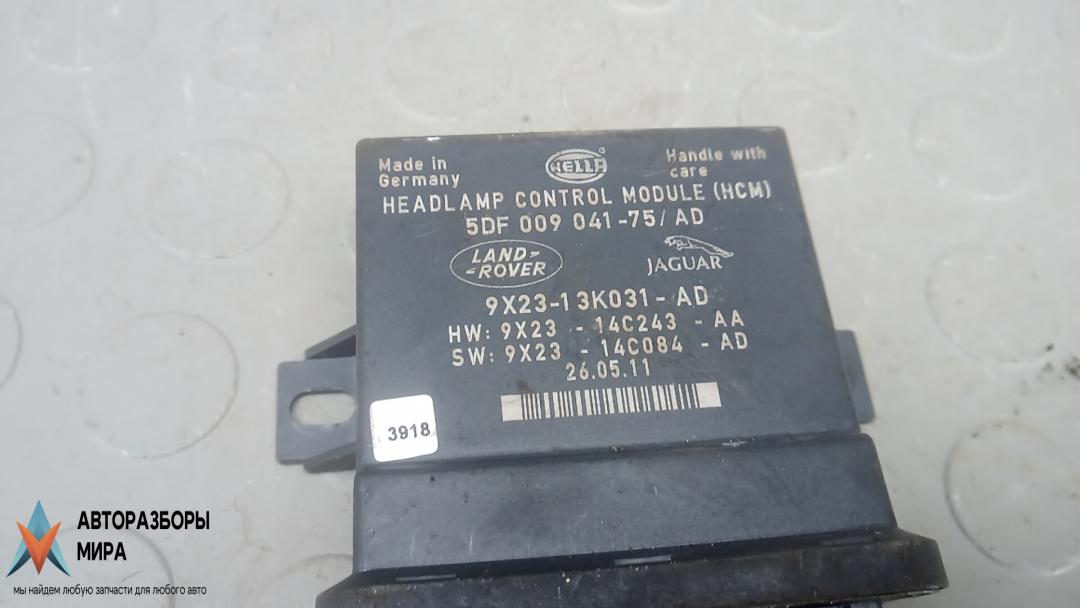 Made in
Germany
HELLA
Handle with
care
HEADLAMP CONTROL MODULE (HCM)
5DF 009 041-75/ AD
LAND-
-ROVER
JAGUAR
9X23-13K031-AD
HW: 9X23 - 14C243 - AA
SW: 9X23 - 14C084 - AD
26.05.11
3918
АВТОРАЗБОРЫ
МИРА
мы найдем любую запчасти для любого авто